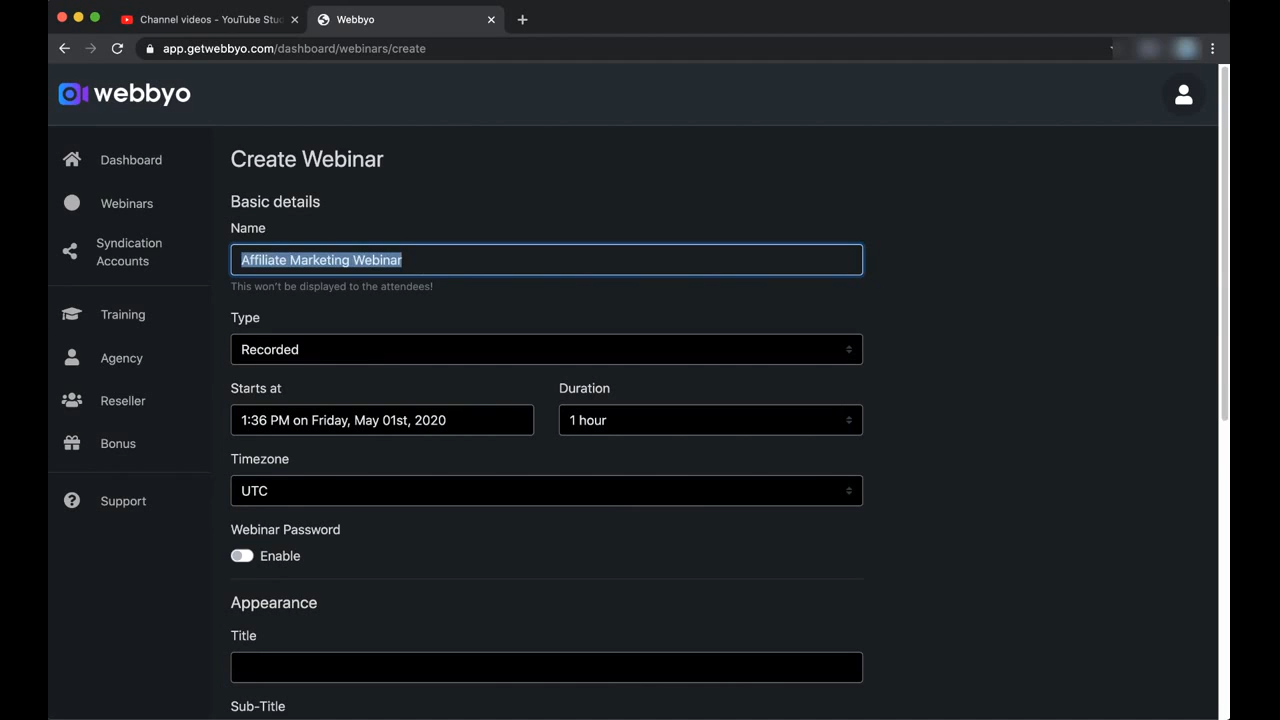 Channel videos - YouTube Stu
Webbyo
app.getwebbyo.com/dashboard/webinars/create
webbyo
Dashboard
Webinars
Syndication
Accounts
Training
Agency
Reseller
Bonus
Support
Create Webinar
Basic details
Name
Affiliate Marketing Webinar
This won't be displayed to the attendees!
Type
Recorded
Starts at
Duration
1:36 PM on Friday, May 01st, 2020
1 hour
Timezone
UTC
Webinar Password
Enable
Appearance
Title
Sub-Title